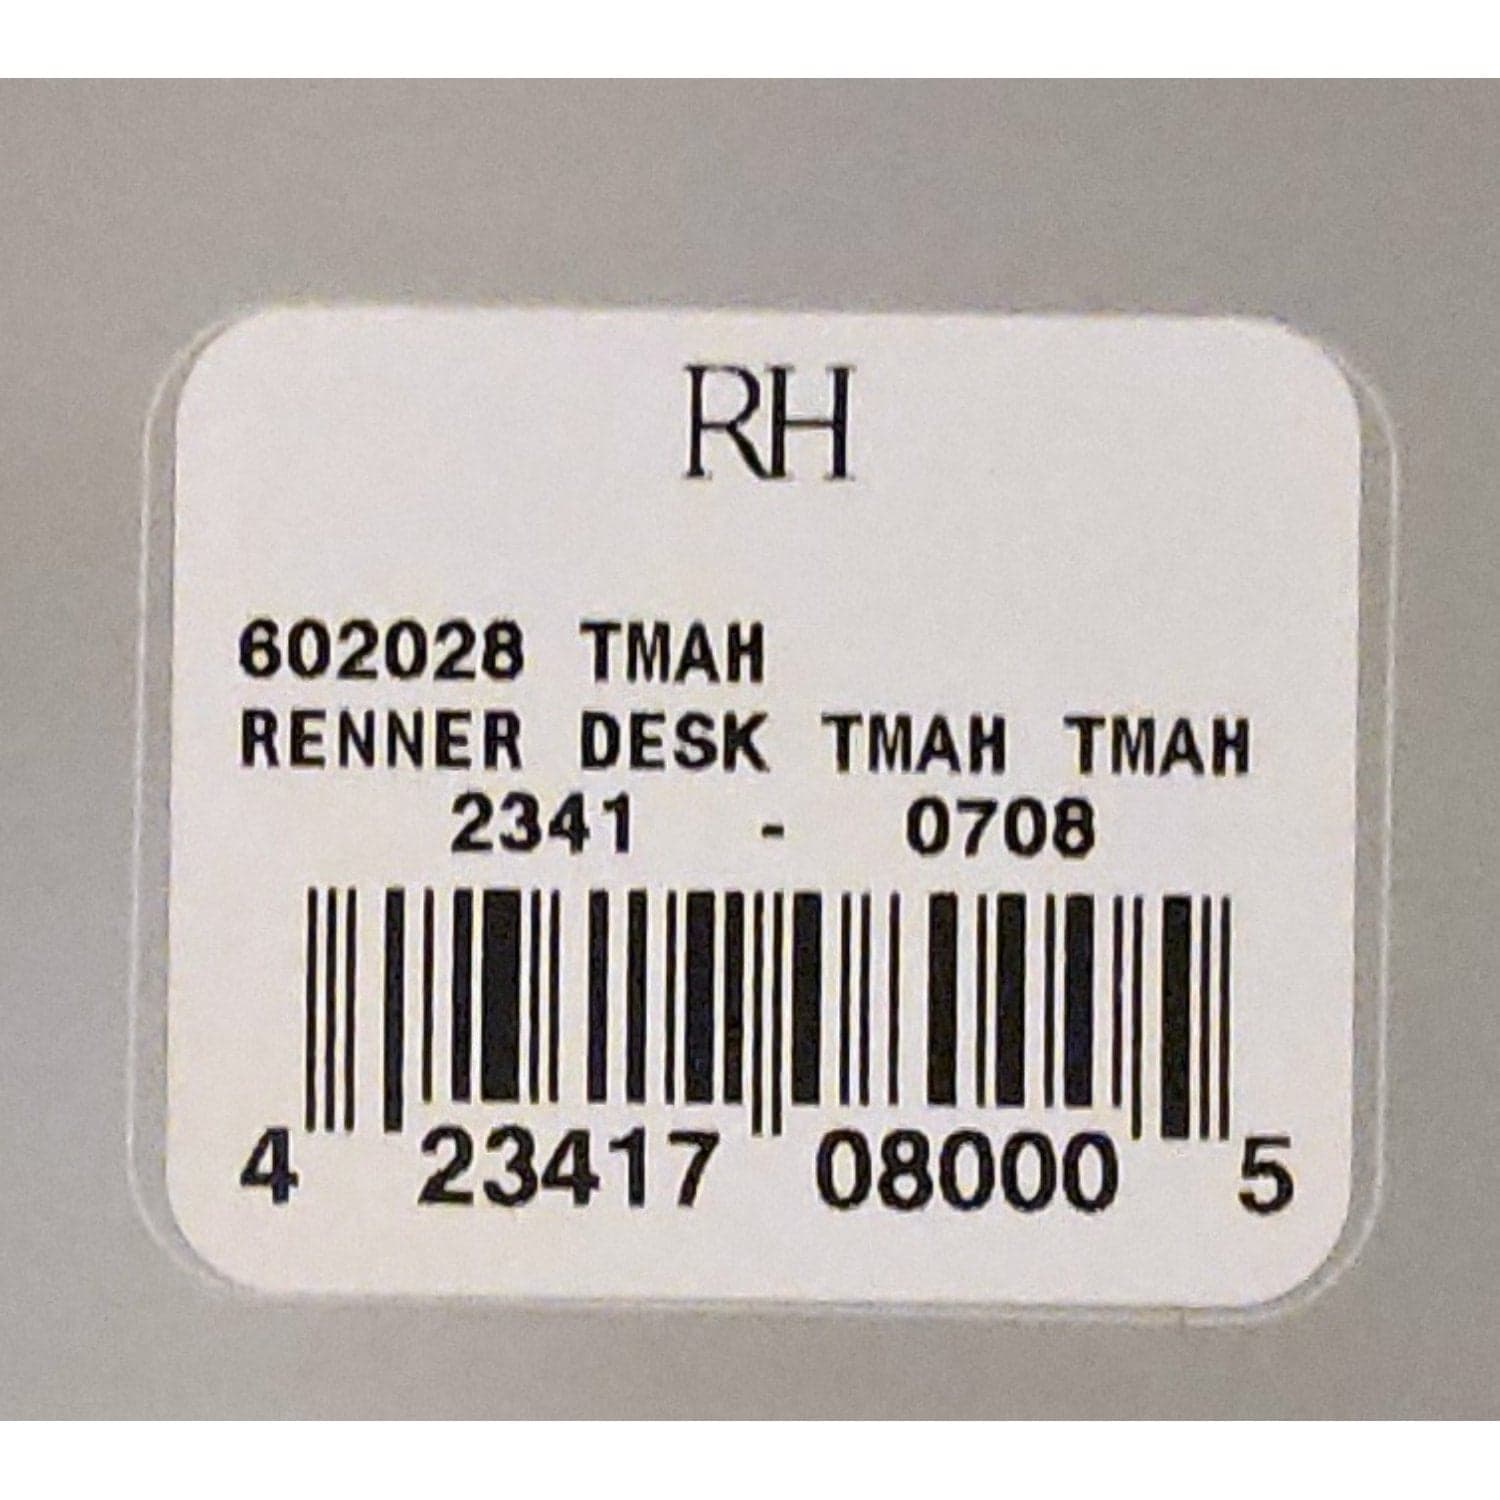 RH
602028 TMAH
RENNER DESK TMAH TMAH
2341 - 0708
4 23417 08000 5